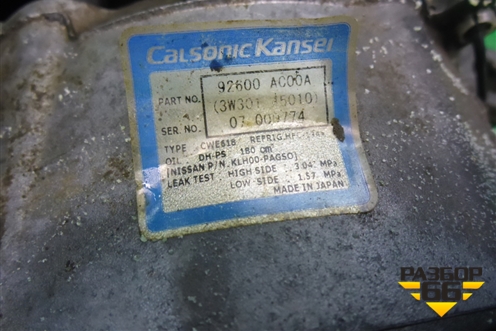 Calsonic Kansei
PART NO. 92600 AC00A
(3W301 45010)
SER NO. 07 000774
TYPE CWE618 REFRIG.HFC-134a
OIL DH-PS 180 cm³
[NISSAN P/N. KLH00-PAGS0]
LEAK TEST HIGH SIDE : 3.04 MPa
LOW SIDE : 1.57 MPa
MADE IN JAPAN
РАЗБОР
66